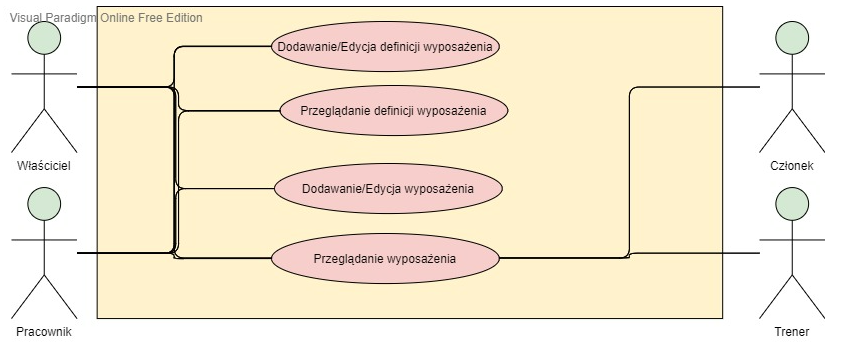 Visual Paradigm Online Free Edition
Dodawanie/Edycja definicji wyposażenia
Przeglądanie definicji wyposażenia
Właściciel
Członek
Dodawanie/Edycja wyposażenia
Przeglądanie wyposażenia
Pracownik
Trener